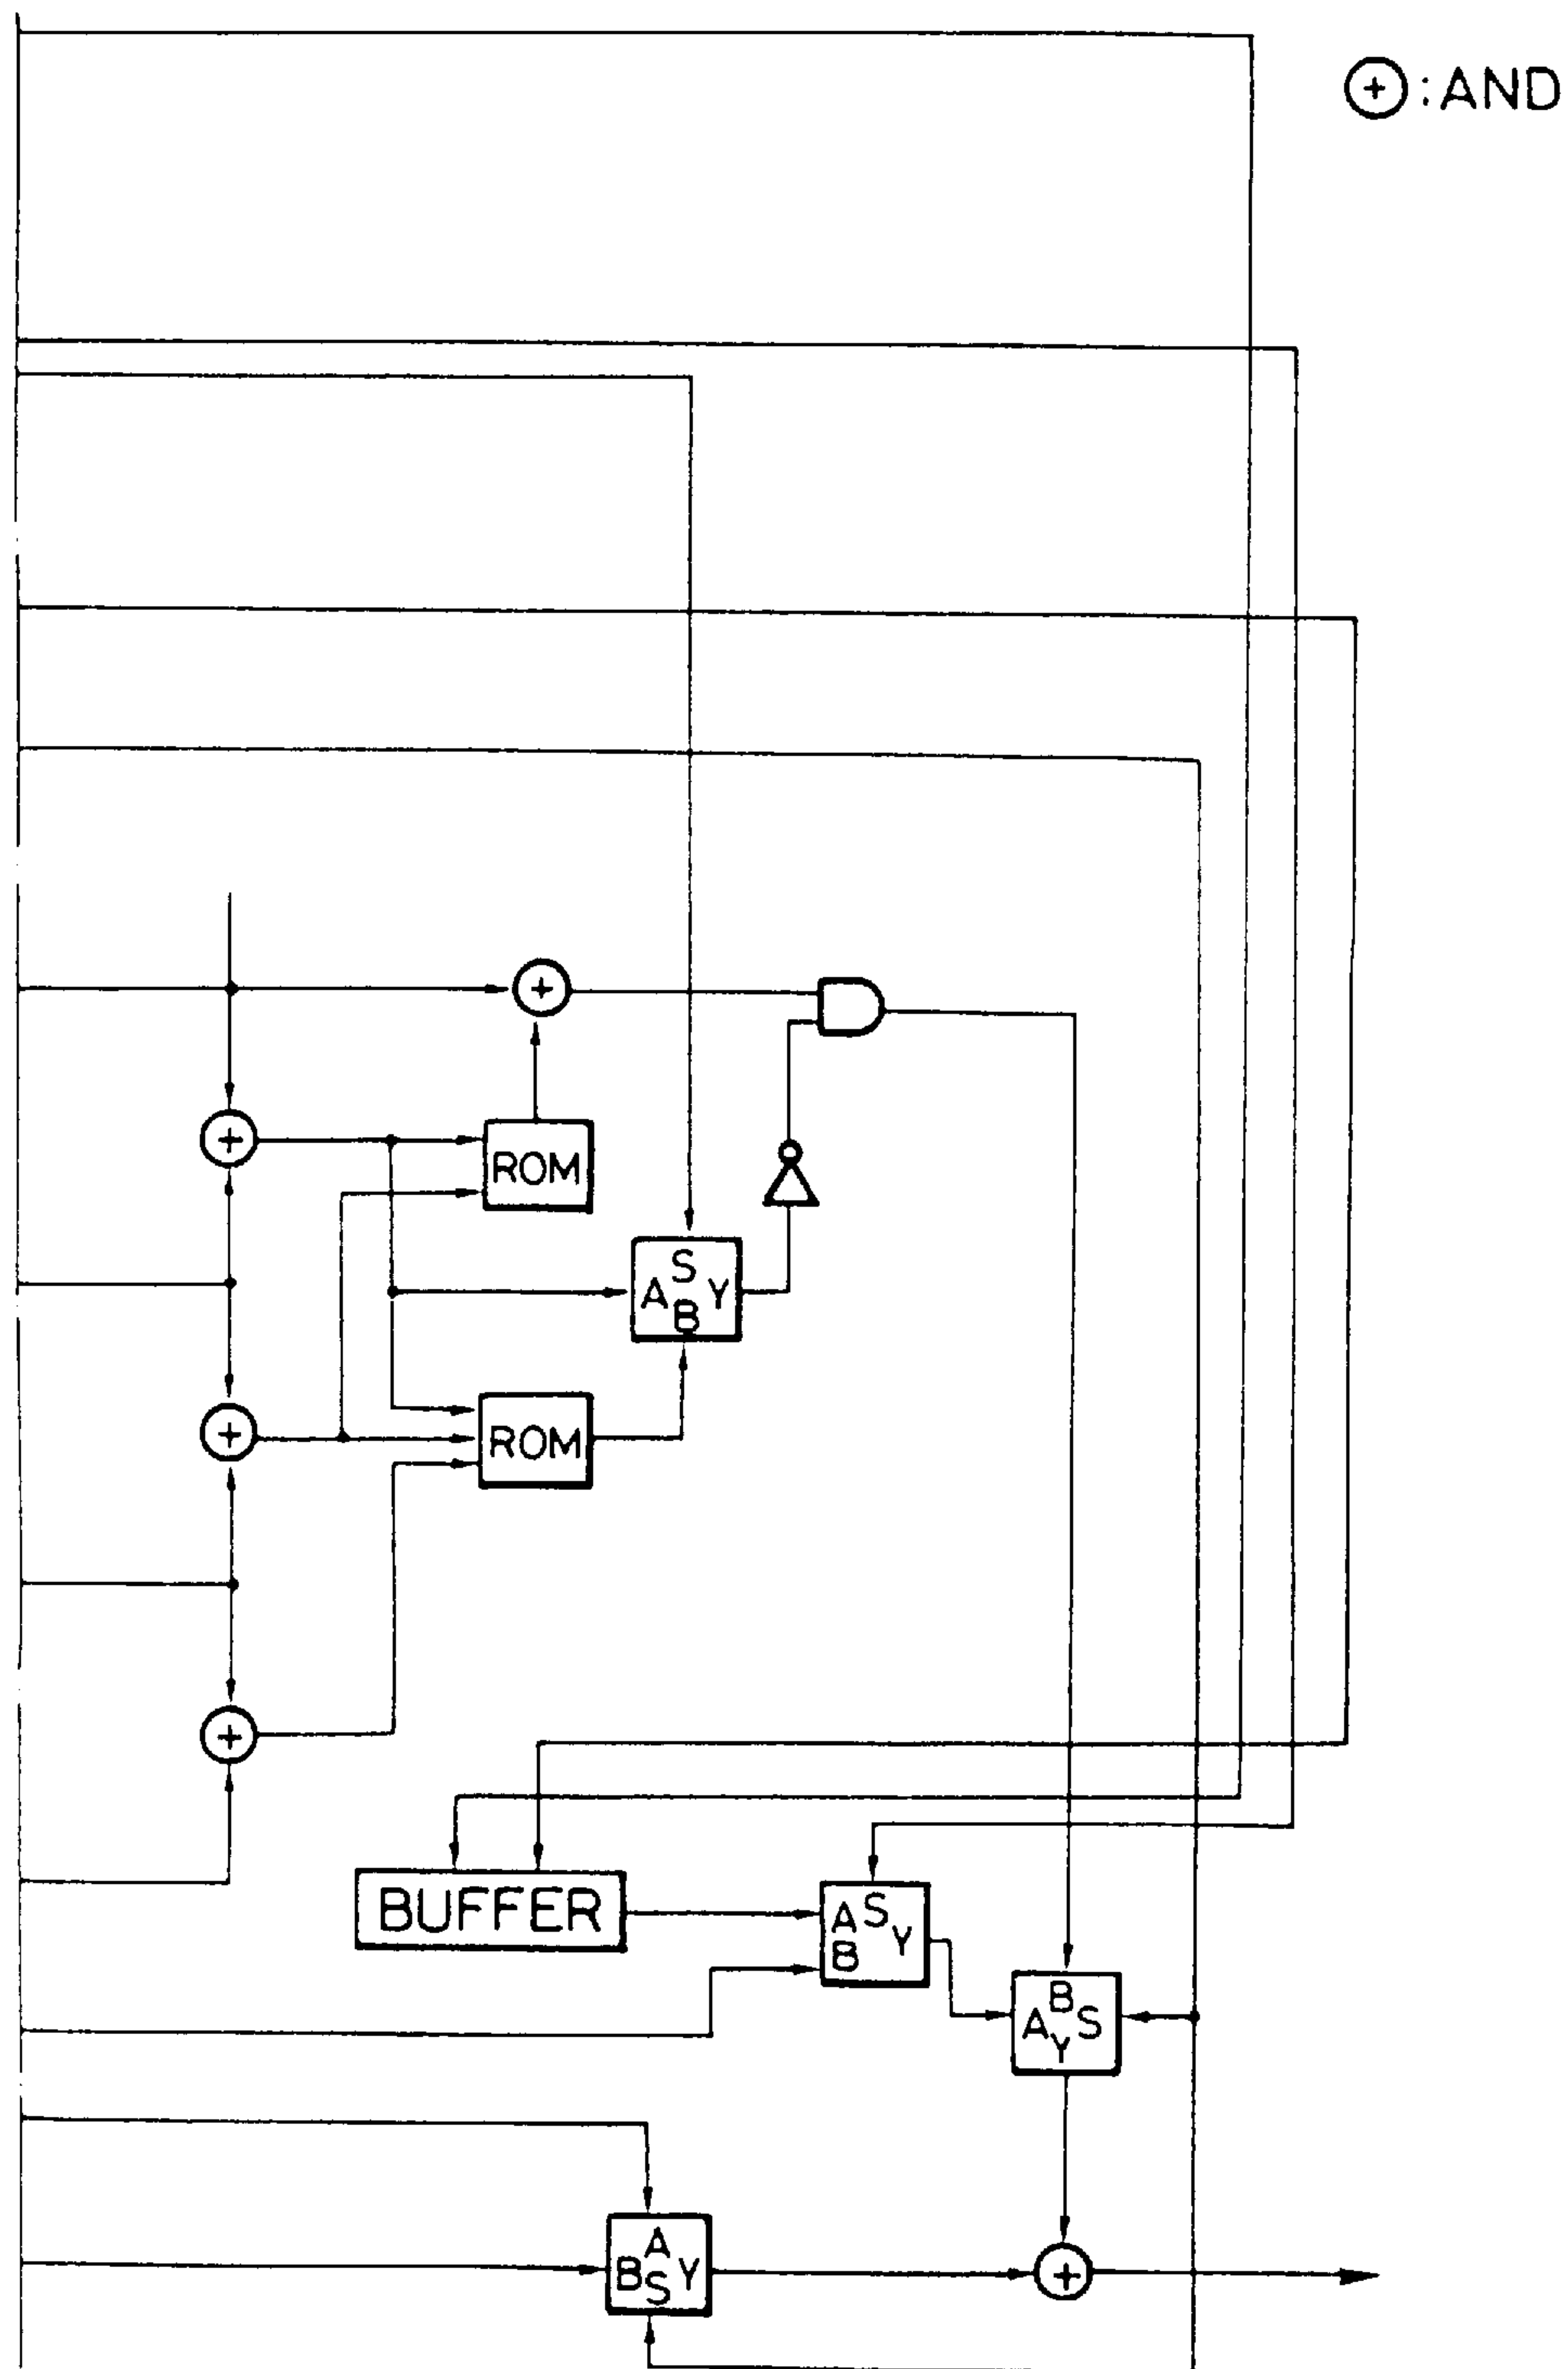 + :AND
+
+
ROM
S
A Y
B
+
ROM
+
BUFFER
A S Y
B
B
A S
Y
A
B Y
S
+